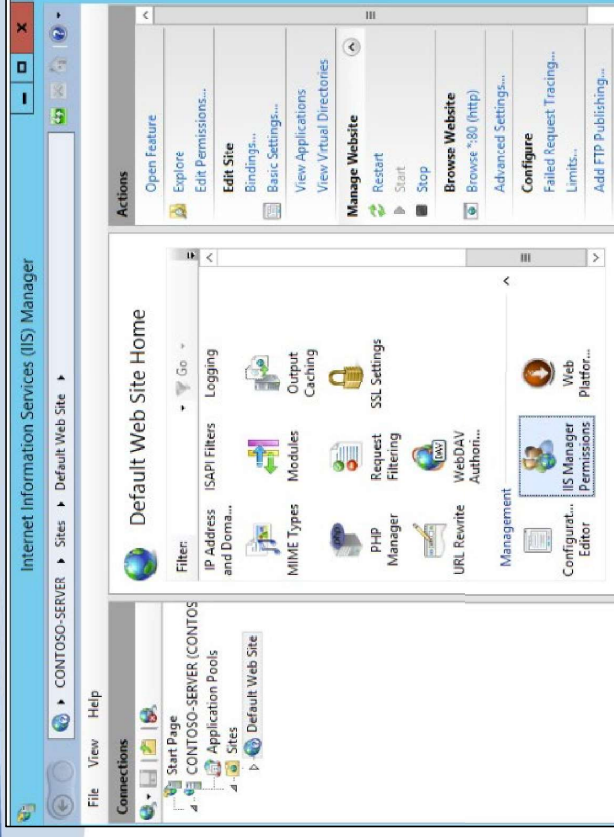 Internet Information Services (IIS) Manager
CONTOSO-SERVER ▸ Sites ▸ Default Web Site ▸
File View Help
Connections
Start Page
CONTOSO-SERVER (CONTOS
Application Pools
Sites
Default Web Site
Default Web Site Home
Filter: Go
IP Address and Doma...
ISAPI Filters
Logging
MIME Types
Modules
Output Caching
PHP Manager
Request Filtering
SSL Settings
URL Rewrite
WebDAV Authori...
Management
Configurat... Editor
IIS Manager Permissions
Web Platfor...
Actions
Open Feature
Explore
Edit Permissions...
Edit Site
Bindings...
Basic Settings...
View Applications
View Virtual Directories
Manage Website
Restart
Start
Stop
Browse Website
Browse *:80 (http)
Advanced Settings...
Configure
Failed Request Tracing...
Limits...
Add FTP Publishing...